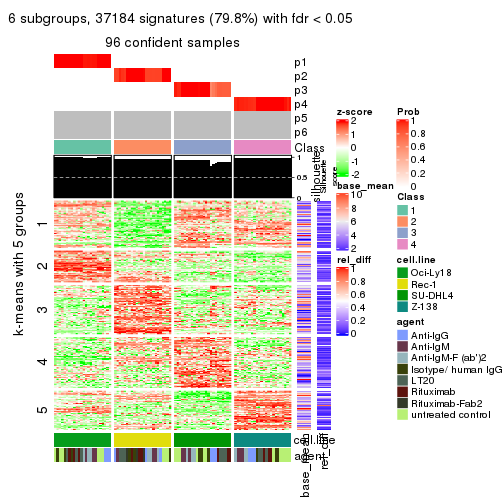 6 subgroups, 37184 signatures (79.8%) with fdr < 0.05
96 confident samples
p1
p2
p3
p4
p5
p6
Class
1
0.5
0
silhouette
Silhouette
score
k-means with 5 groups
1
2
3
4
5
cell.line
agent
base_mean
rel_diff
z-score
2
1
0
-1
-2
base_mean
10
8
6
4
2
rel_diff
1
0.8
0.6
0.4
0.2
0
Prob
1
0.8
0.6
0.4
0.2
0
Class
1
2
3
4
cell.line
Oci-Ly18
Rec-1
SU-DHL4
Z-138
agent
Anti-IgG
Anti-IgM
Anti-IgM-F (ab')2
Isotype/ human IgG
LT20
Rituximab
Rituximab-Fab2
untreated control